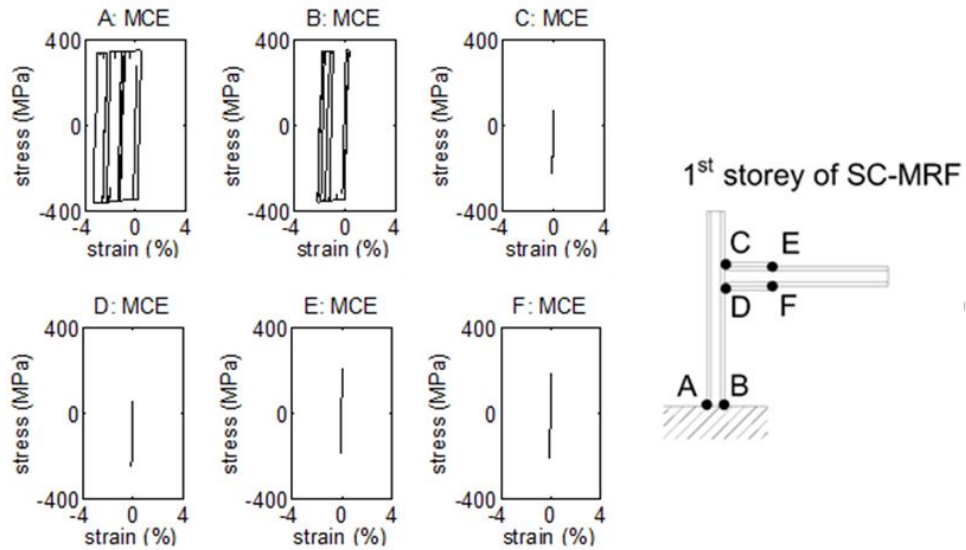 A: MCE
B: MCE
C: MCE
400
400
400
stress (MPa)
stress (MPa)
stress (MPa)
0
0
0
-400
-400
-400
-4 0 4
-4 0 4
-4 0 4
strain (%)
strain (%)
strain (%)
1st storey of SC-MRF
C
E
D
F
A
B
D: MCE
E: MCE
F: MCE
400
400
400
stress (MPa)
stress (MPa)
stress (MPa)
0
0
0
-400
-400
-400
-4 0 4
-4 0 4
-4 0 4
strain (%)
strain (%)
strain (%)